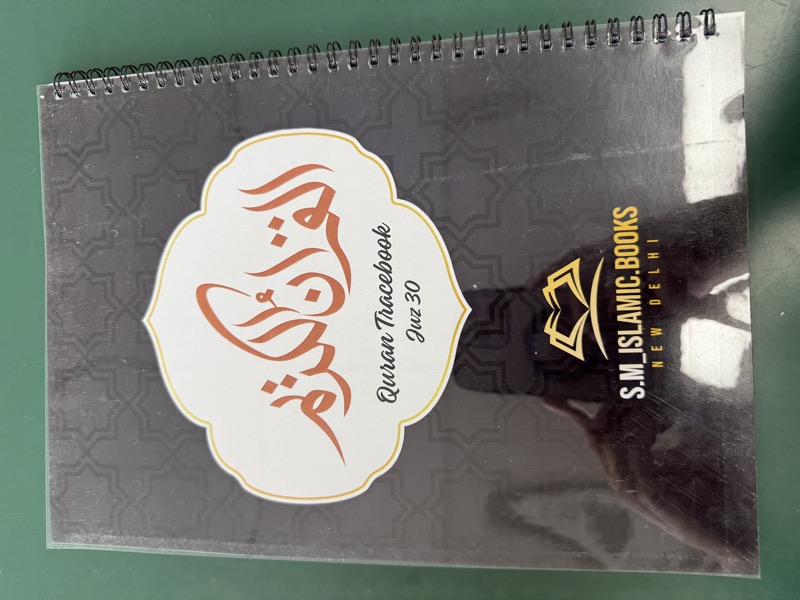 القرآن الكريم
Quran Tracebook
Juz 30
S.M_ISLAMIC.BOOKS
NEW DELHI